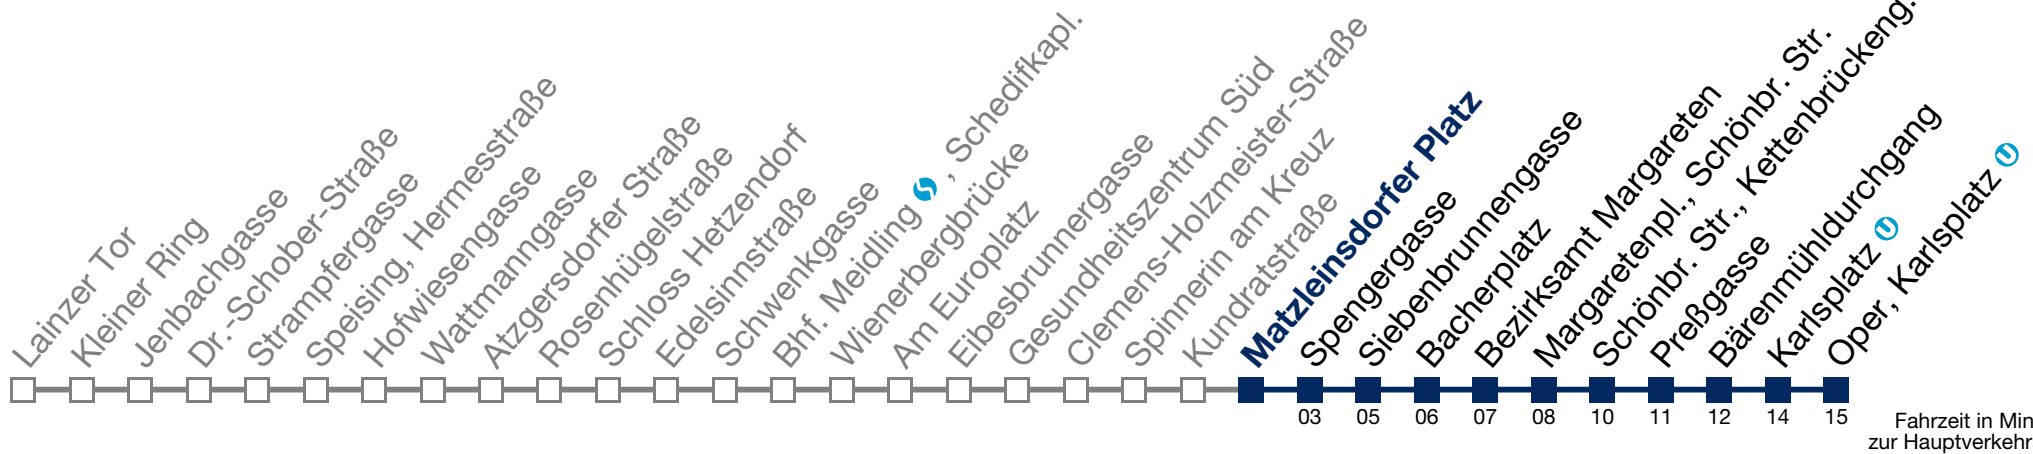 Lainzer Tor
Kleiner Ring
Jenbachgasse
Dr.-Schober-Straße
Strampfergasse
Speising, Hermesstraße
Hofwiesengasse
Wattmanngasse
Atzgersdorfer Straße
Rosenhügelstraße
Schloss Hetzendorf
Edelsinnstraße
Schwenkgasse
Bhf. Meidling S, Schedifkapl.
Wienerbergbrücke
Am Europlatz
Eibesbrunnergasse
Gesundheitszentrum Süd
Clemens-Holzmeister-Straße
Spinnerin am Kreuz
Kundratstraße
Matzleinsdorfer Platz
Spengergasse
Siebenbrunnengasse
Bacherplatz
Bezirksamt Margareten
Margaretenpl., Schönbr. Str.
Schönbr. Str., Kettenbrückeng.
Preßgasse
Bärenmühldurchgang
Karlsplatz U
Oper, Karlsplatz U
03 05 06 07 08 10 11 12 14 15
Fahrzeit in Min
zur Hauptverkehr